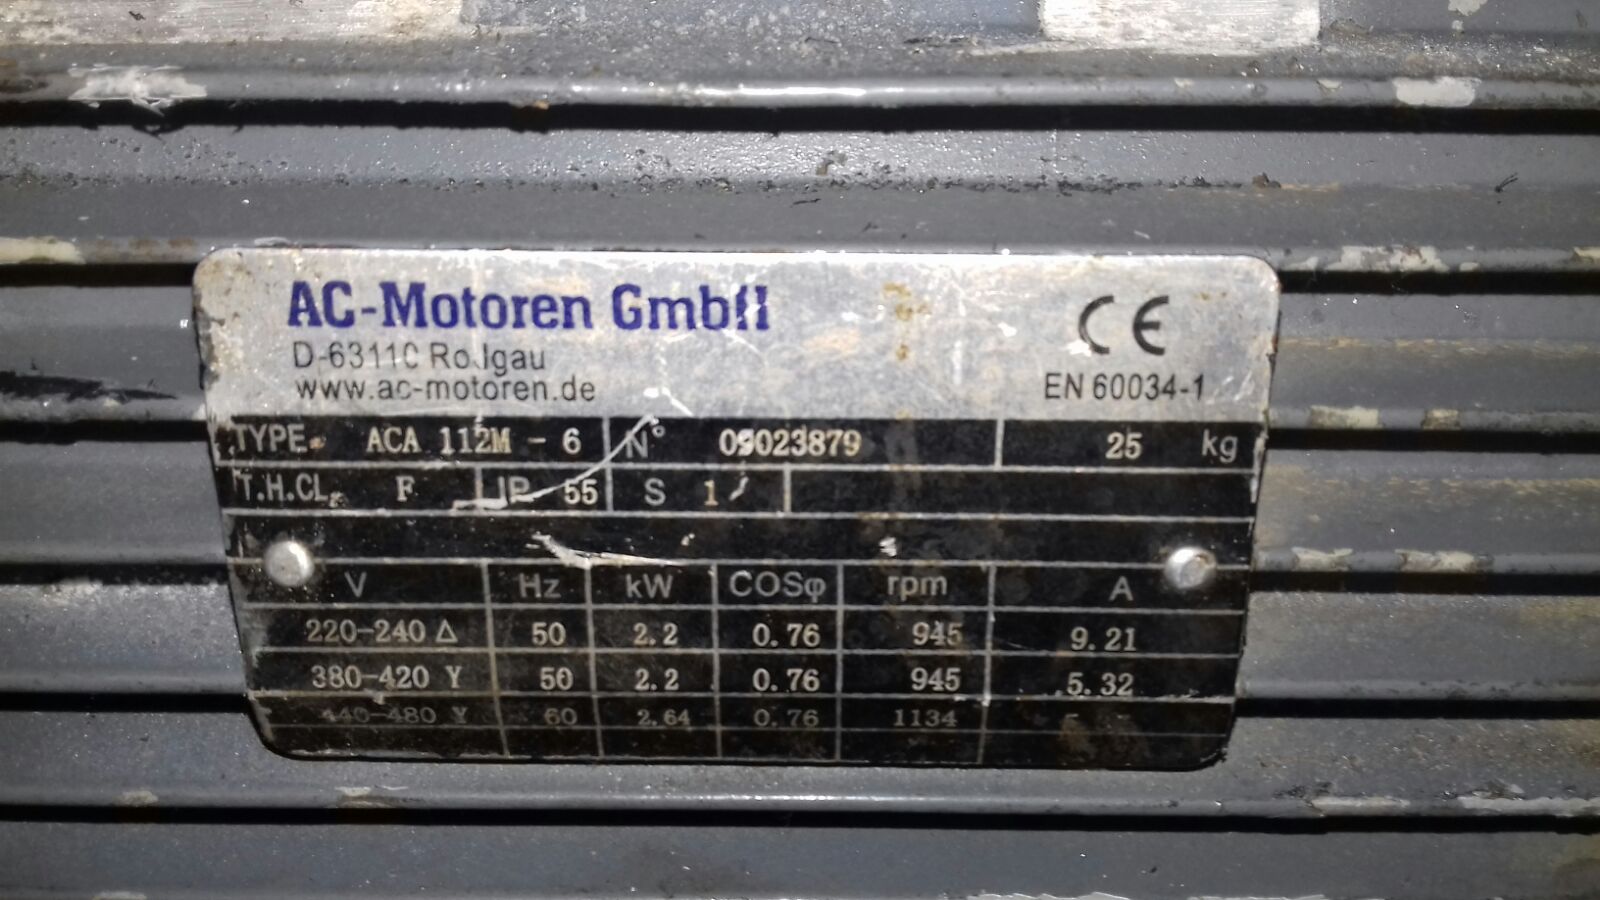 AC-Motoren GmbH
D-63110 Rodgau
www.ac-motoren.de
CE
EN 60034-1
TYPE ACA 112M - 6 N° 09023879 25 kg
T.H.CL. F IP 55 S 1
V Hz kW COSφ rpm A
220-240 Δ 50 2.2 0.76 945 9.21
380-420 Y 50 2.2 0.76 945 5.32
440-480 Y 60 2.64 0.76 1134